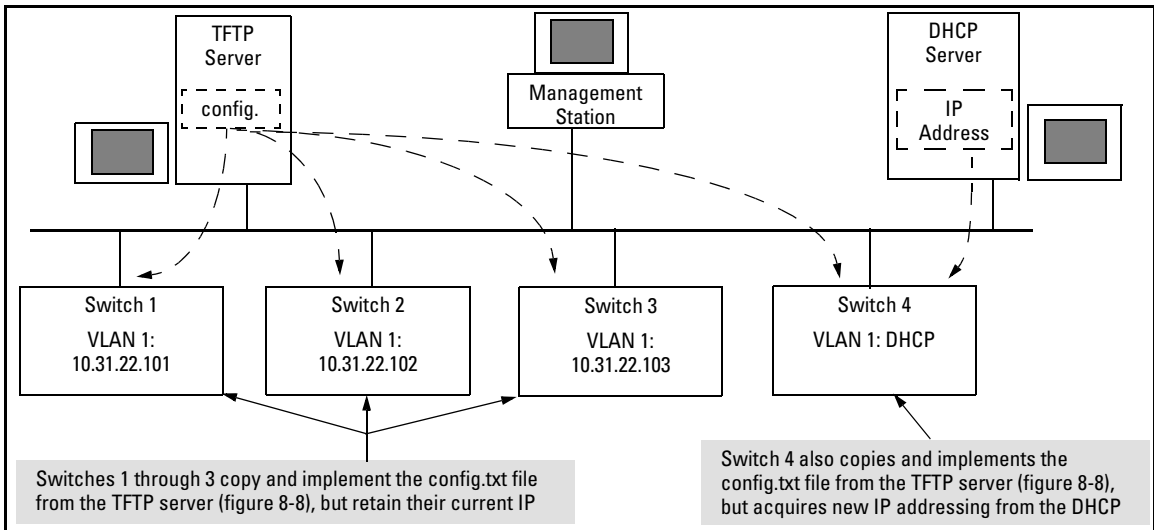 TFTP
Server
config.
Management
Station
DHCP
Server
IP
Address
Switch 1
VLAN 1:
10.31.22.101
Switch 2
VLAN 1:
10.31.22.102
Switch 3
VLAN 1:
10.31.22.103
Switch 4
VLAN 1: DHCP
Switches 1 through 3 copy and implement the config.txt file
from the TFTP server (figure 8-8), but retain their current IP
Switch 4 also copies and implements the
config.txt file from the TFTP server (figure 8-8),
but acquires new IP addressing from the DHCP